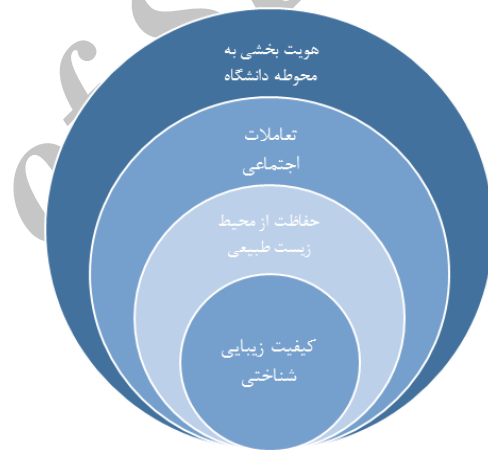 هویت بخشی به
محوطه دانشگاه
تعاملات
اجتماعی
حفاظت از محیط
زیست طبیعی
کیفیت زیبایی
شناختی